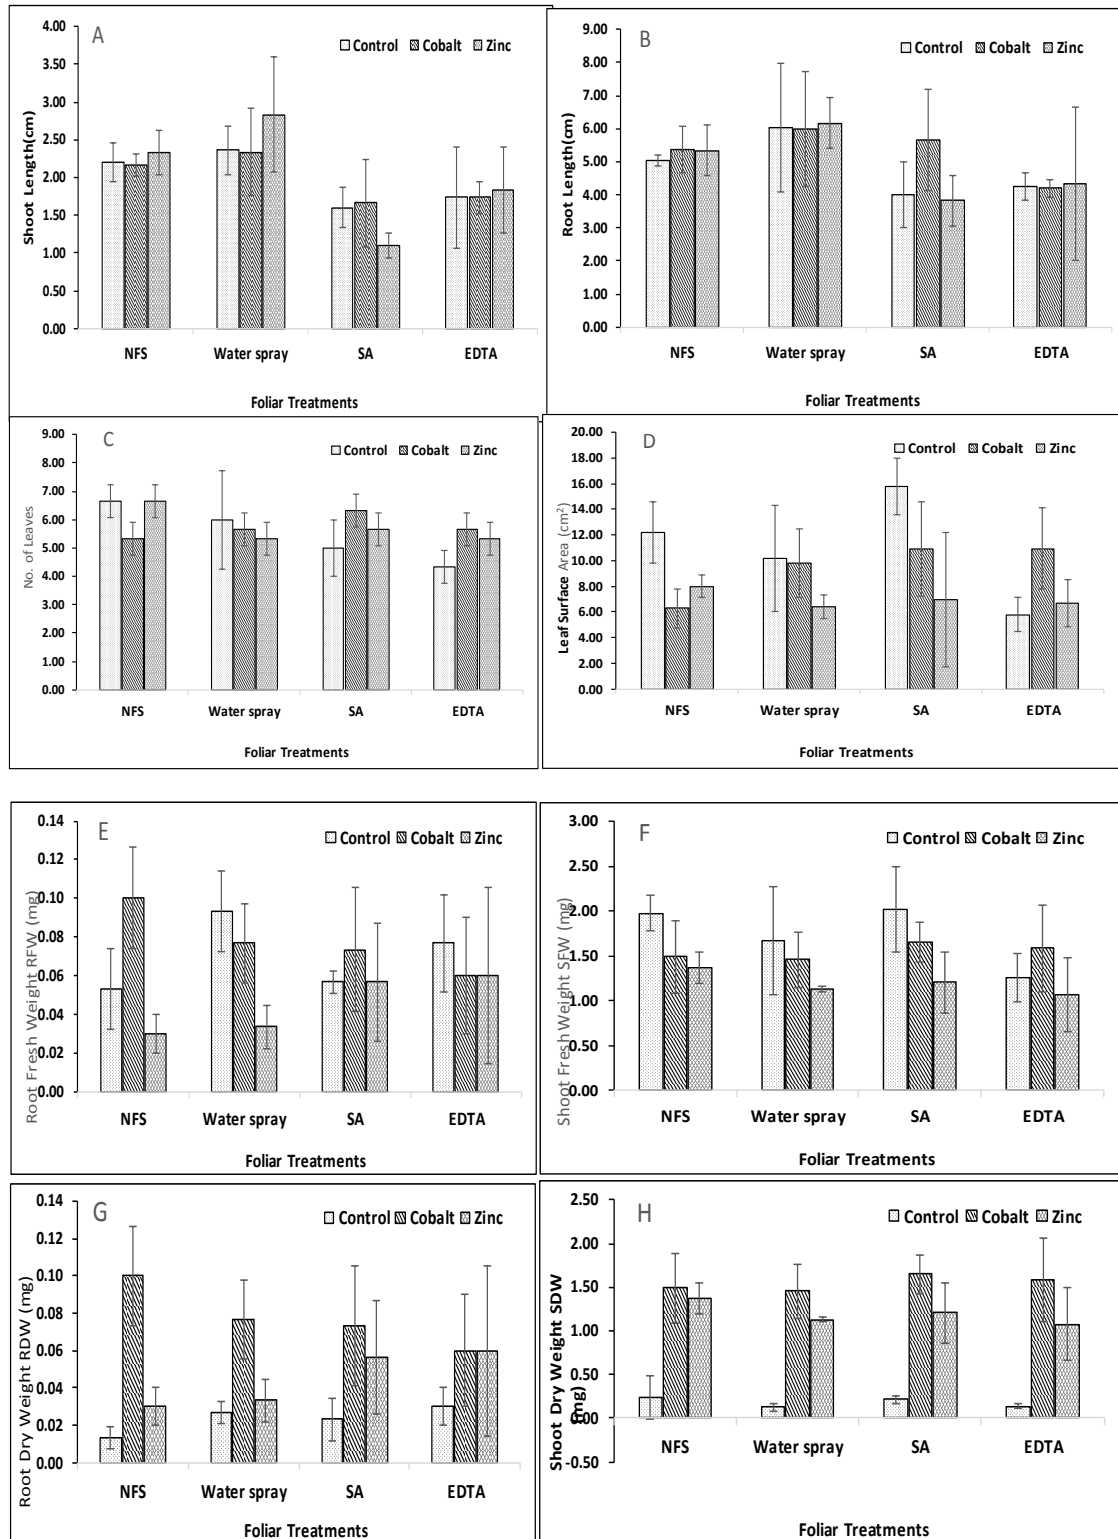 A
Control Cobalt Zinc
Shoot Length(cm)
4.00
3.50
3.00
2.50
2.00
1.50
1.00
0.50
0.00
NFS Water spray SA EDTA
Foliar Treatments
B
Control Cobalt Zinc
Root Length(cm)
9.00
8.00
7.00
6.00
5.00
4.00
3.00
2.00
1.00
0.00
NFS Water spray SA EDTA
Foliar Treatments
C
Control Cobalt Zinc
No. of Leaves
9.00
8.00
7.00
6.00
5.00
4.00
3.00
2.00
1.00
0.00
NFS Water spray SA EDTA
Foliar Treatments
D
Control Cobalt Zinc
Leaf Surface Area (cm²)
20.00
18.00
16.00
14.00
12.00
10.00
8.00
6.00
4.00
2.00
0.00
NFS Water spray SA EDTA
Foliar Treatments
E
Control Cobalt Zinc
Root Fresh Weight RFW (mg)
0.14
0.12
0.10
0.08
0.06
0.04
0.02
0.00
NFS Water spray SA EDTA
Foliar Treatments
F
Control Cobalt Zinc
Shoot Fresh Weight SFW (mg)
3.00
2.50
2.00
1.50
1.00
0.50
0.00
NFS Water spray SA EDTA
Foliar Treatments
G
Control Cobalt Zinc
Root Dry Weight RDW (mg)
0.14
0.12
0.10
0.08
0.06
0.04
0.02
0.00
NFS Water spray SA EDTA
Foliar Treatments
H
Control Cobalt Zinc
Shoot Dry Weight SDW
(mg)
2.50
2.00
1.50
1.00
0.50
0.00
-0.50
NFS Water spray SA EDTA
Foliar Treatments